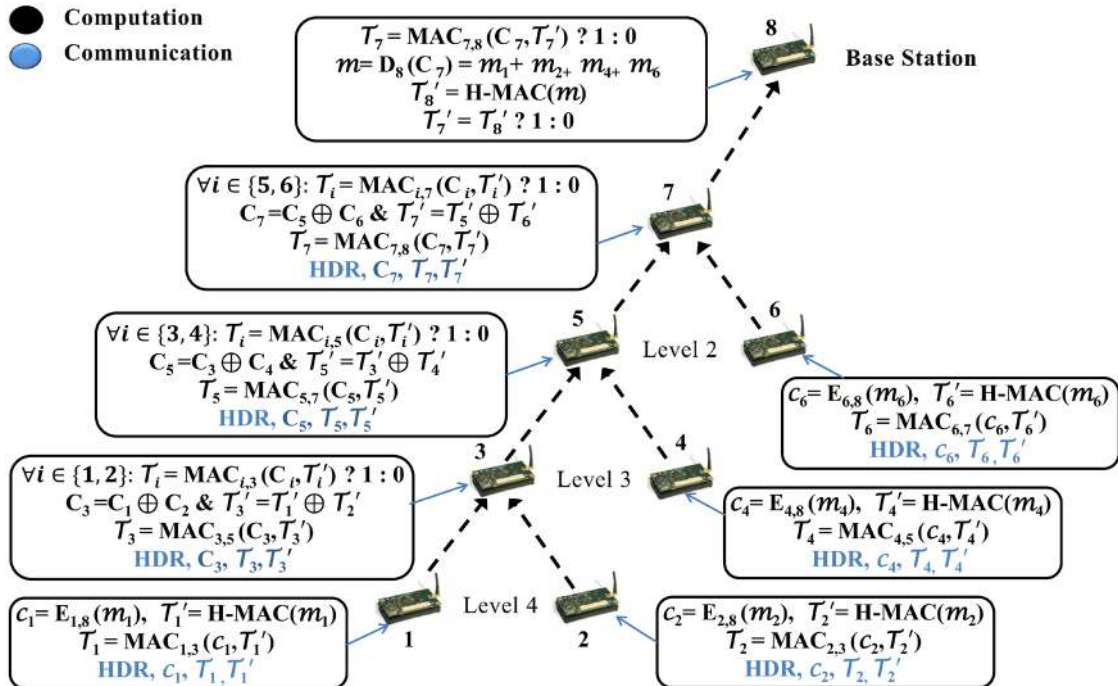 Computation
Communication
𝒯₇ = MAC₇,₈(C₇,𝒯₇′) ? 1 : 0
m= D₈(C₇) = m₁+ m₂₊ m₄₊ m₆
𝒯₈′ = H-MAC(m)
𝒯₇′ = 𝒯₈′ ? 1 : 0
8
Base Station
∀i ∈ {5, 6}: 𝒯ᵢ = MACᵢ,₇(Cᵢ,𝒯ᵢ′) ? 1 : 0
C₇ =C₅ ⊕ C₆ & 𝒯₇′ =𝒯₅′ ⊕ 𝒯₆′
𝒯₇ = MAC₇,₈(C₇,𝒯₇′)
HDR, C₇, 𝒯₇,𝒯₇′
7
∀i ∈ {3, 4}: 𝒯ᵢ = MACᵢ,₅(Cᵢ,𝒯ᵢ′) ? 1 : 0
C₅=C₃ ⊕ C₄ & 𝒯₅′ =𝒯₃′ ⊕ 𝒯₄′
𝒯₅ = MAC₅,₇(C₅,𝒯₅′)
HDR, C₅, 𝒯₅,𝒯₅′
5
Level 2
6
c₆= E₆,₈(m₆), 𝒯₆′= H-MAC(m₆)
𝒯₆ = MAC₆,₇(c₆,𝒯₆′)
HDR, c₆, 𝒯₆,𝒯₆′
∀i ∈ {1, 2}: 𝒯ᵢ = MACᵢ,₃(Cᵢ,𝒯ᵢ′) ? 1 : 0
C₃=C₁ ⊕ C₂ & 𝒯₃′ =𝒯₁′ ⊕ 𝒯₂′
𝒯₃ = MAC₃,₅(C₃,𝒯₃′)
HDR, C₃, 𝒯₃,𝒯₃′
3
Level 3
4
c₄= E₄,₈(m₄), 𝒯₄′= H-MAC(m₄)
𝒯₄ = MAC₄,₅(c₄,𝒯₄′)
HDR, c₄, 𝒯₄, 𝒯₄′
c₁= E₁,₈(m₁), 𝒯₁′= H-MAC(m₁)
𝒯₁ = MAC₁,₃(c₁,𝒯₁′)
HDR, c₁, 𝒯₁,𝒯₁′
1
Level 4
2
c₂= E₂,₈(m₂), 𝒯₂′= H-MAC(m₂)
𝒯₂ = MAC₂,₃(c₂,𝒯₂′)
HDR, c₂, 𝒯₂, 𝒯₂′